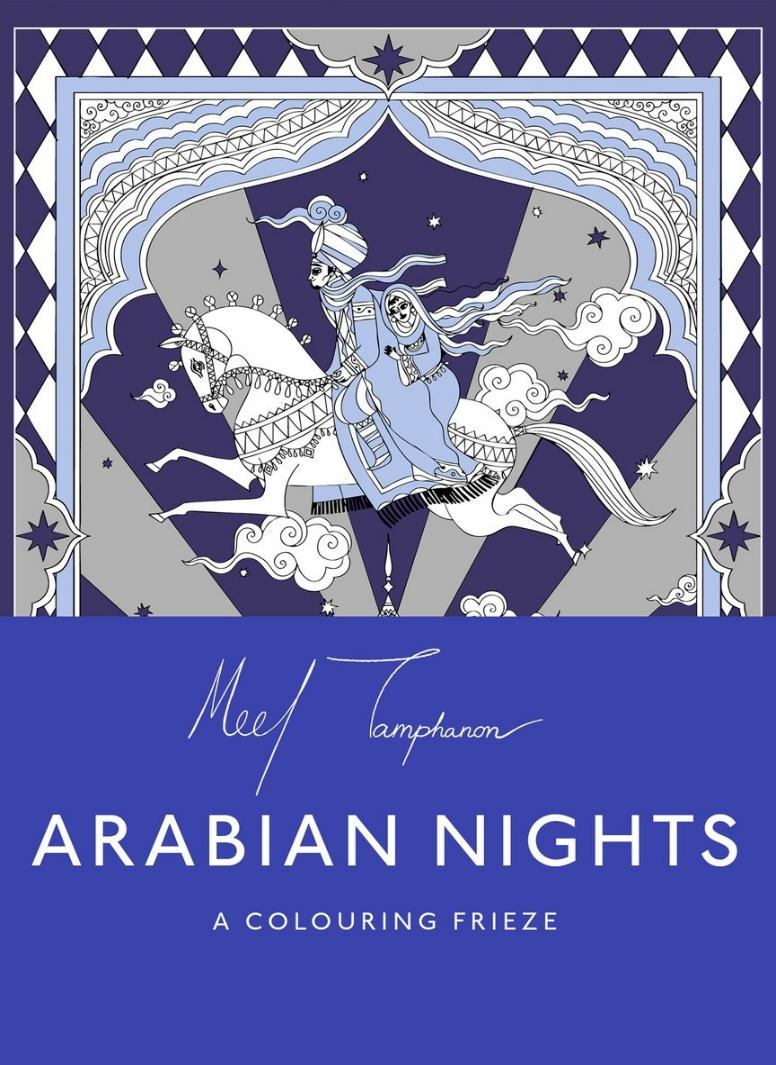 Meel Tamphanon
ARABIAN NIGHTS
A COLOURING FRIEZE